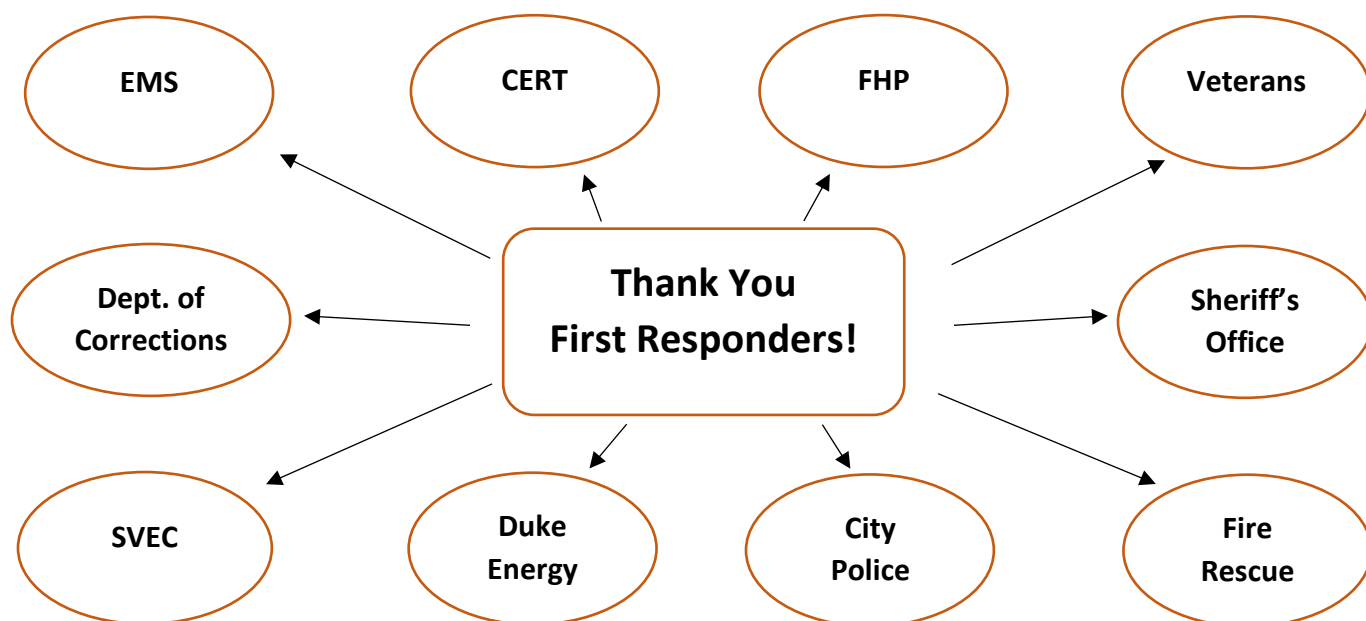 EMS
CERT
FHP
Veterans
Thank You
First Responders!
Dept. of
Corrections
Sheriff’s
Office
SVEC
Duke
Energy
City
Police
Fire
Rescue